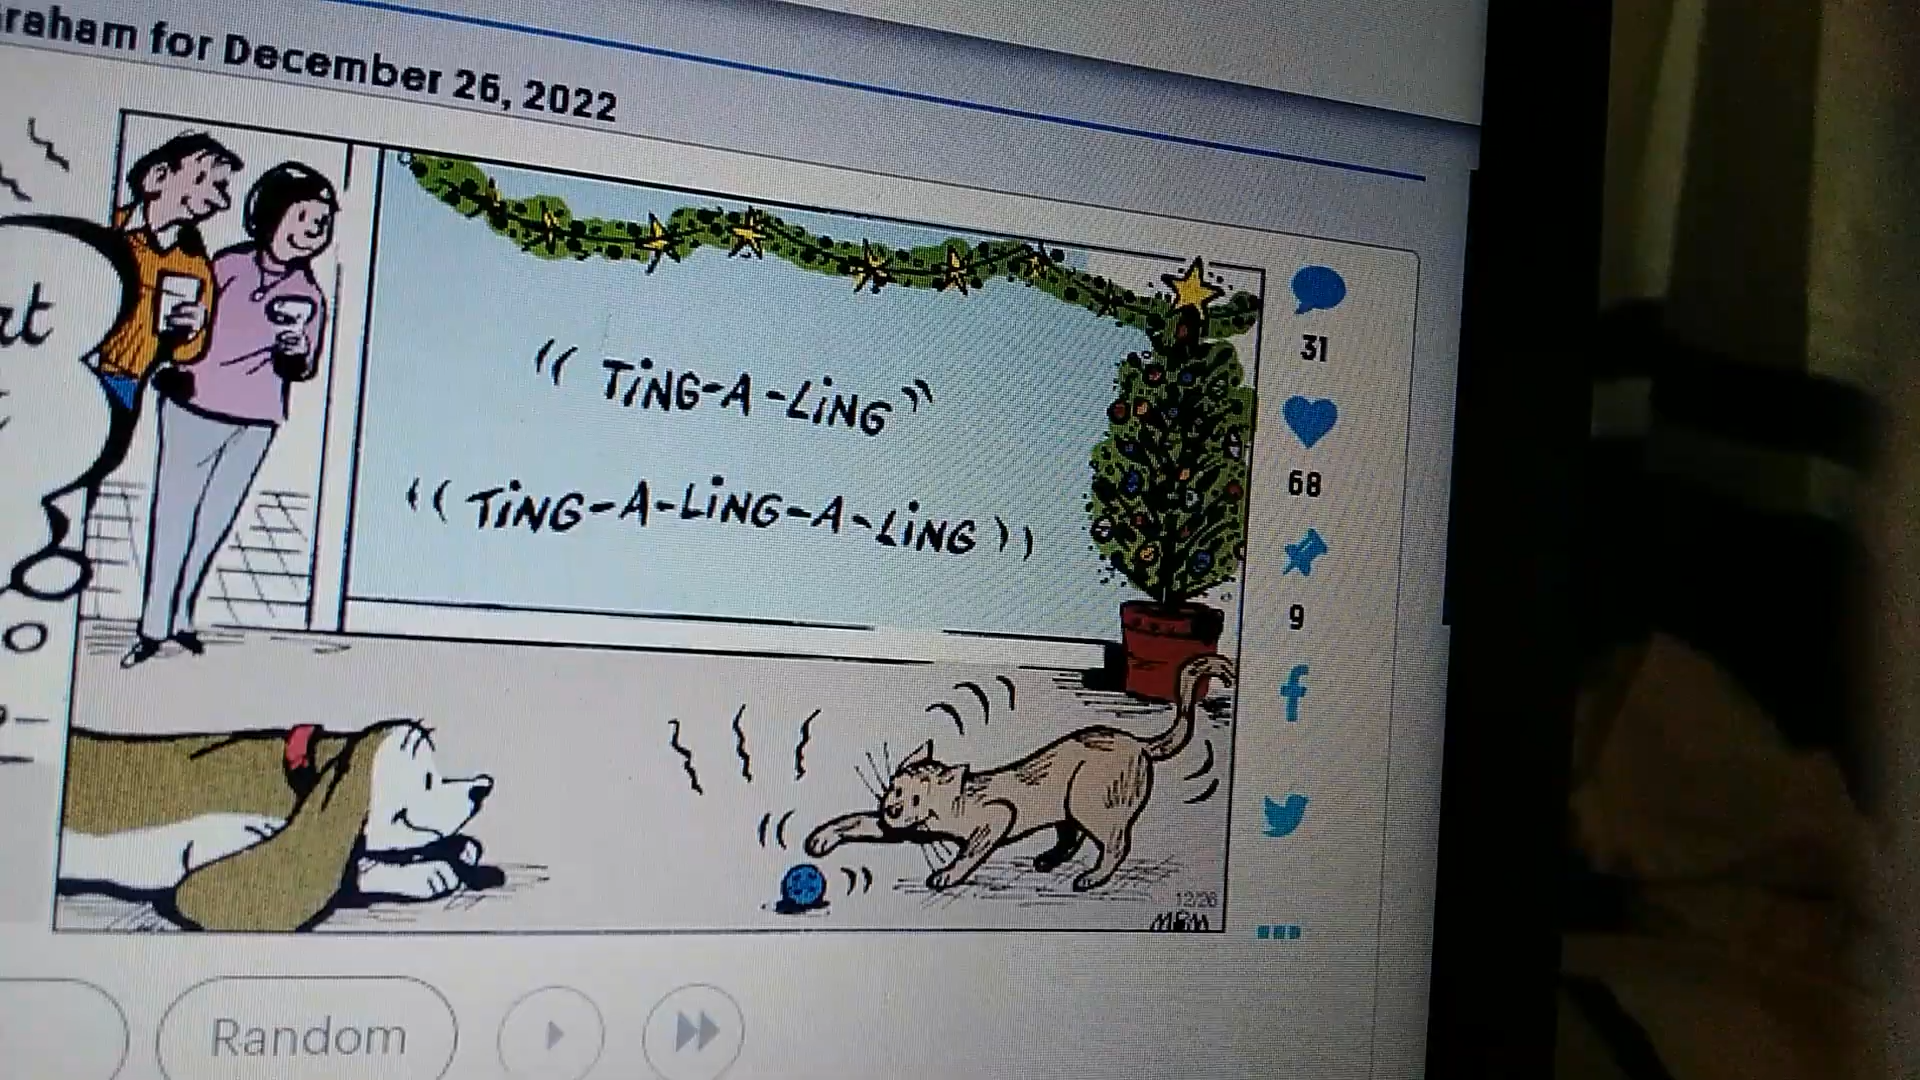 raham for December 26, 2022
TiNG-A-LiNG
TiNG-A-LiNG-A-LiNG
31
68
9
12/26
Random